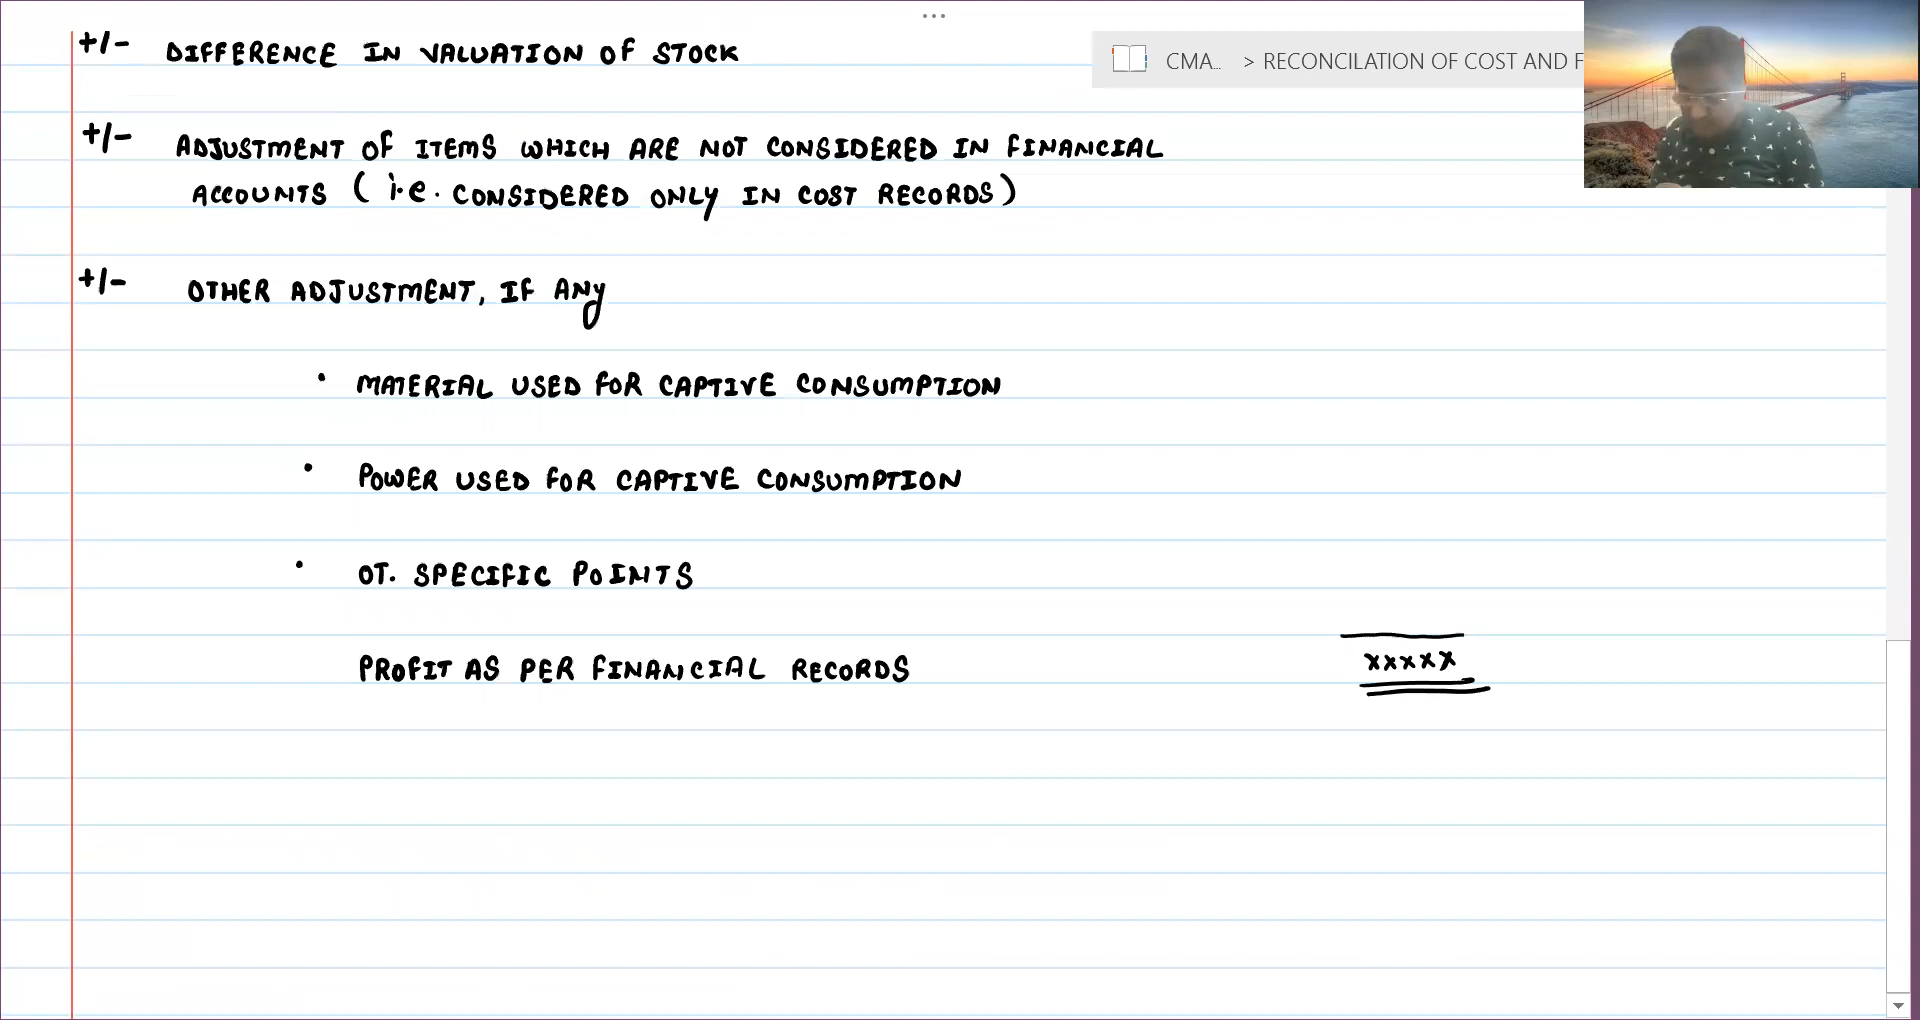 ...
+/- DIFFERENCE IN VALUATION OF STOCK
CMA... > RECONCILATION OF COST AND F
+/- ADJUSTMENT OF ITEMS WHICH ARE NOT CONSIDERED IN FINANCIAL
ACCOUNTS ( i.e. CONSIDERED ONLY IN COST RECORDS)
+/- OTHER ADJUSTMENT, IF ANY
• MATERIAL USED FOR CAPTIVE CONSUMPTION
• POWER USED FOR CAPTIVE CONSUMPTION
• OT. SPECIFIC POINTS
PROFIT AS PER FINANCIAL RECORDS xxxxx